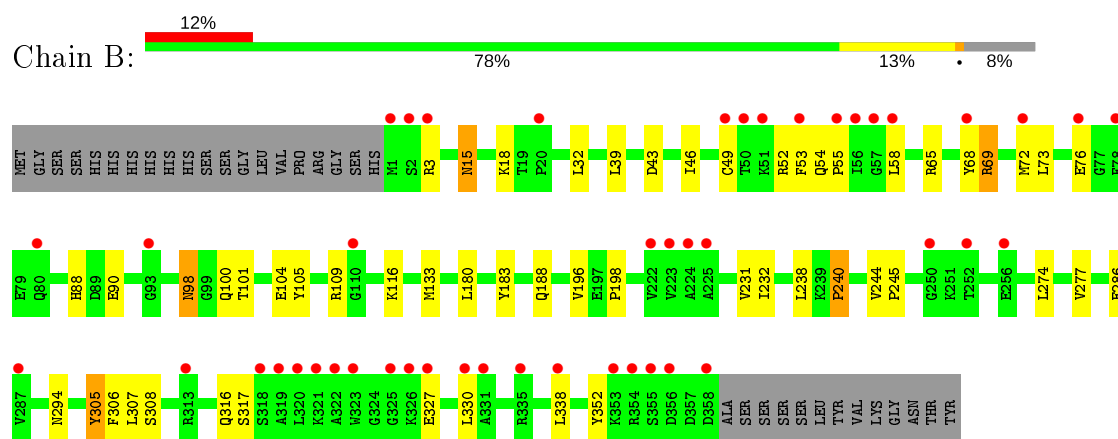 12%
Chain B:
78% 13% • 8%
MET GLY SER SER HIS HIS HIS HIS HIS HIS HIS SER SER GLY LEU VAL PRO ARG GLY SER HIS M1 S2 R3 N15 K18 T19 P20 L32 L39 D43 I46 C49 T50 K51 R52 F53 Q54 P55 I56 G57 L58 R65 Y68 R69 M72 L73 E76 G77
E79 Q80 H88 D89 E90 G93 N98 G99 Q100 T101 E104 Y105 R109 G110 K116 M133 L180 Y183 Q188 V196 E197 P198 V222 V223 A224 A225 V231 I232 L238 K239 P240 V244 P245 G250 K251 T252 E256 L274 V277
V287 N294 Y305 F306 L307 S308 R313 Q316 S317 S318 A319 L320 K321 A322 W323 G324 G325 K326 E327 L330 A331 R335 L338 Y352 K353 R354 S355 D356 D357 D358 ALA SER SER SER SER LEU TYR VAL LYS GLY ASN THR TYR